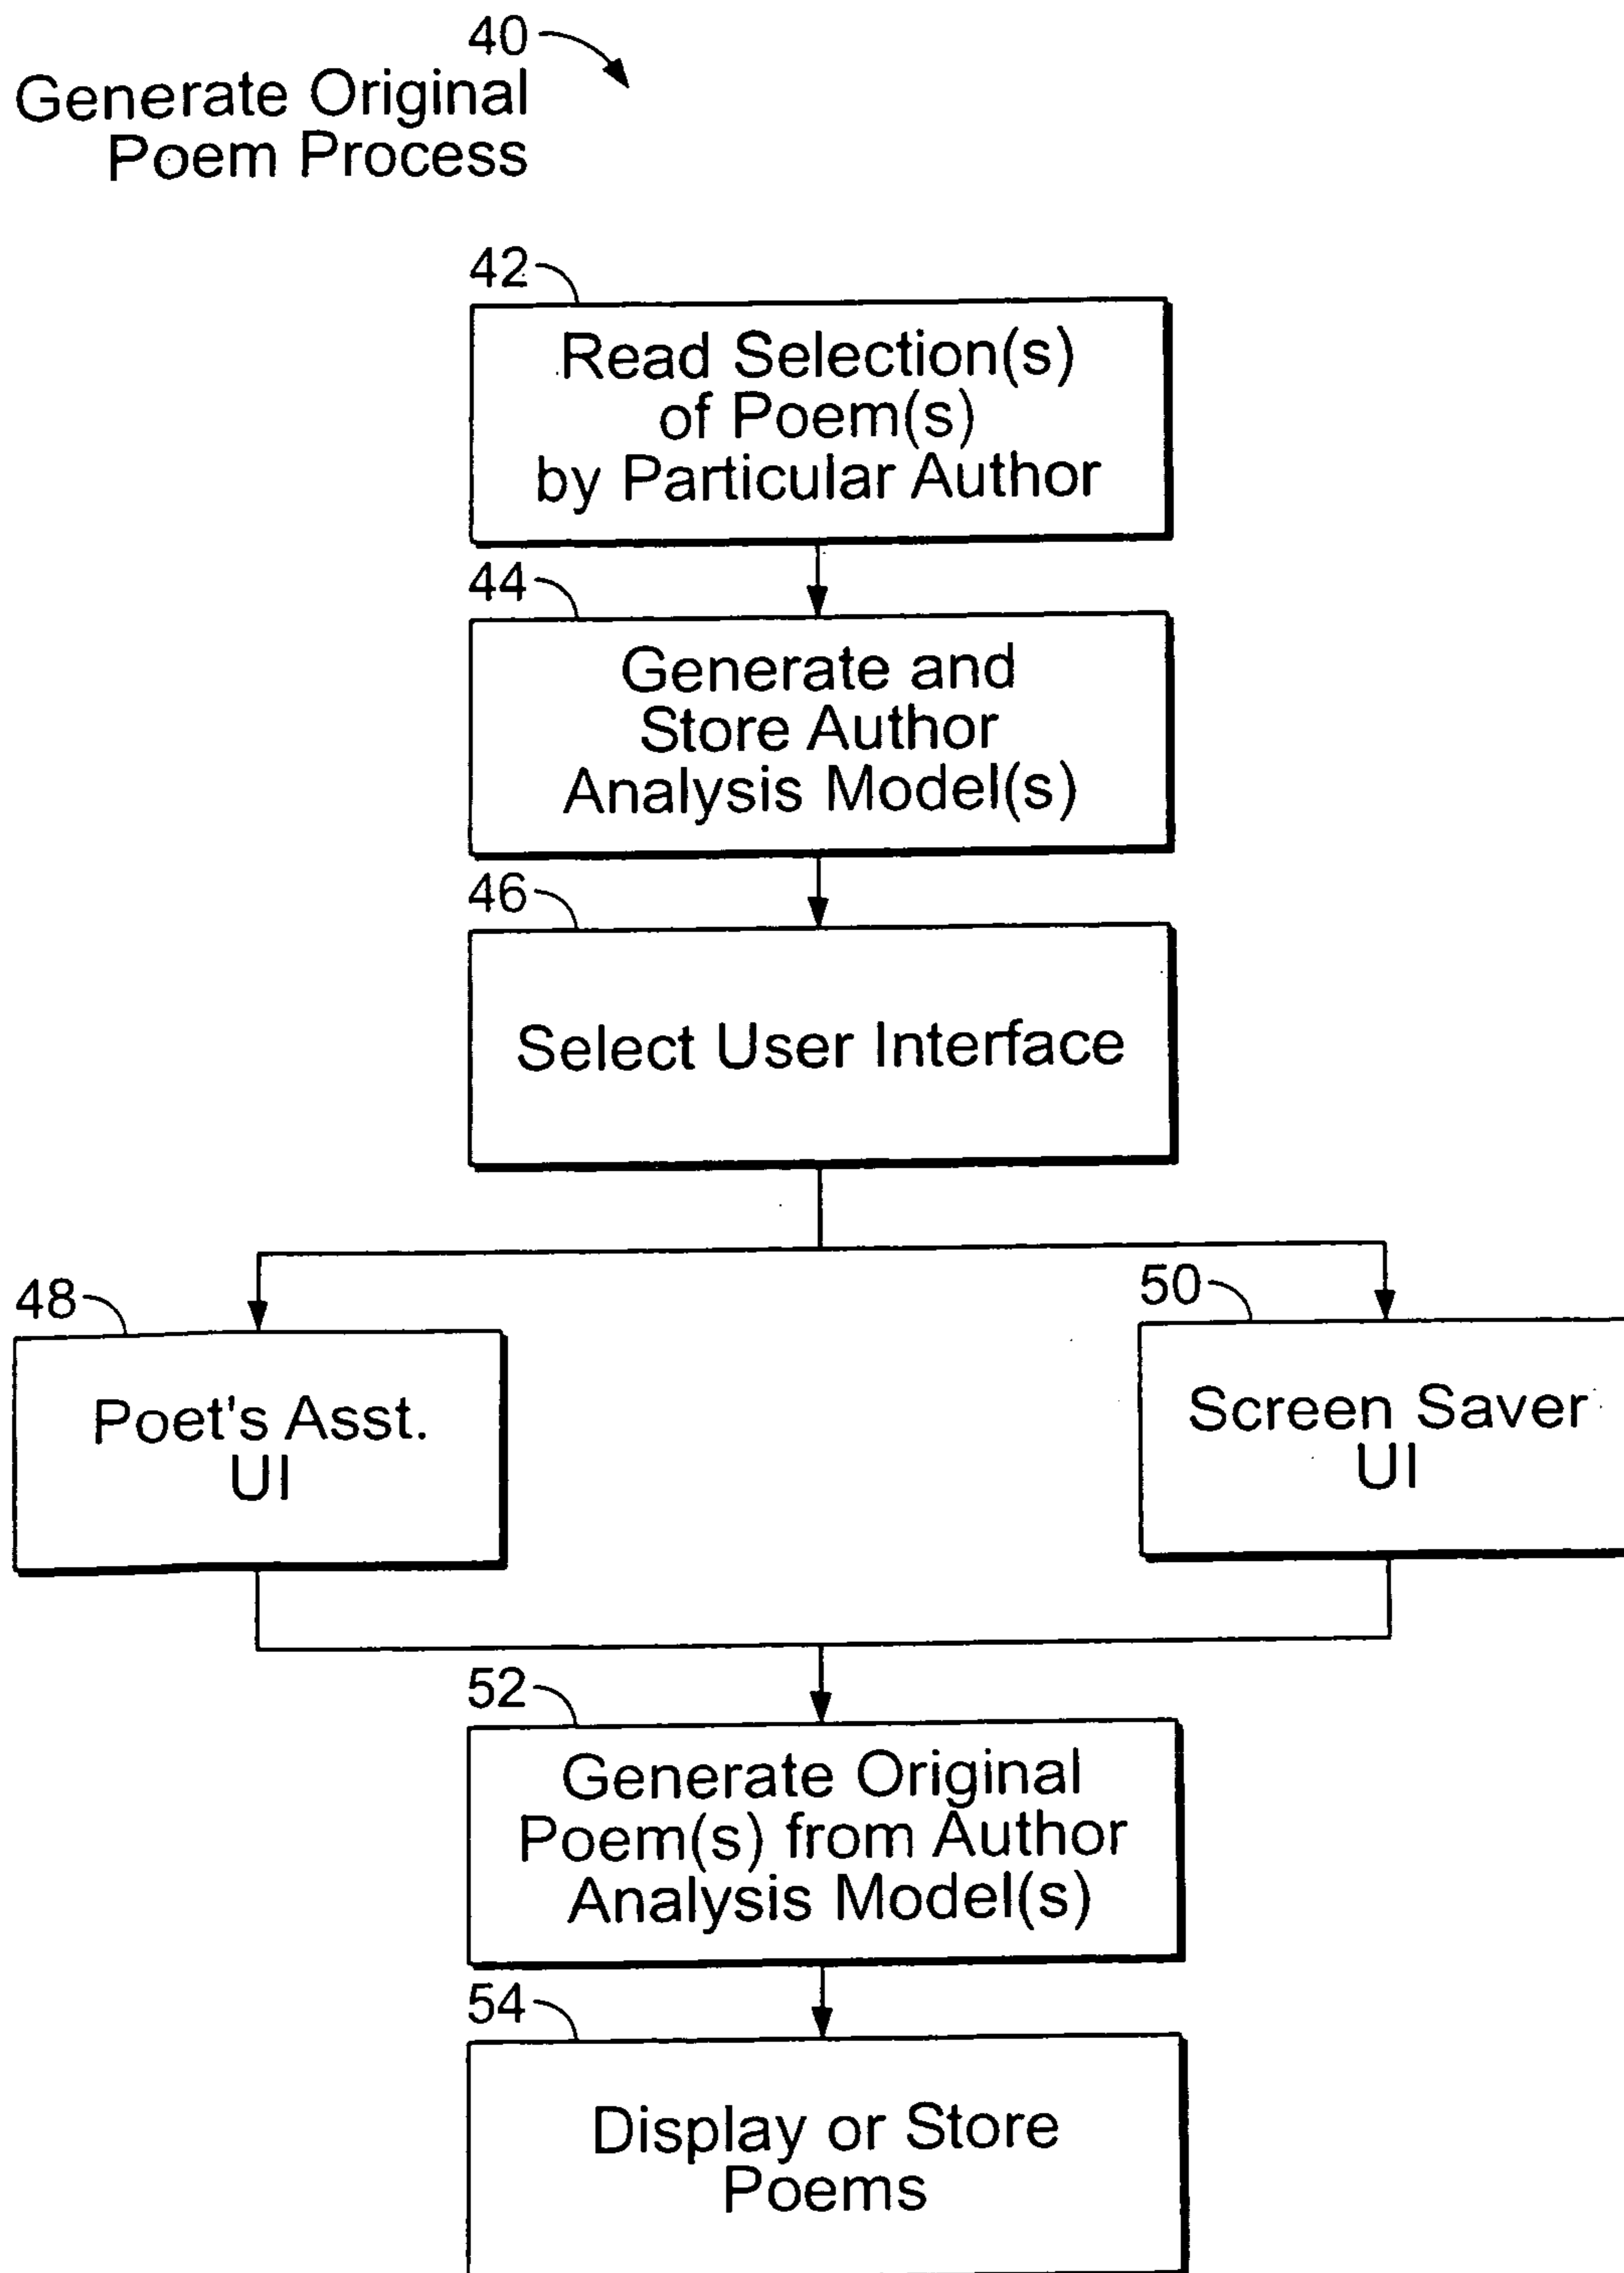 40
Generate Original
Poem Process
42
Read Selection(s)
of Poem(s)
by Particular Author
44
Generate and
Store Author
Analysis Model(s)
46
Select User Interface
48
Poet's Asst.
UI
50
Screen Saver
UI
52
Generate Original
Poem(s) from Author
Analysis Model(s)
54
Display or Store
Poems